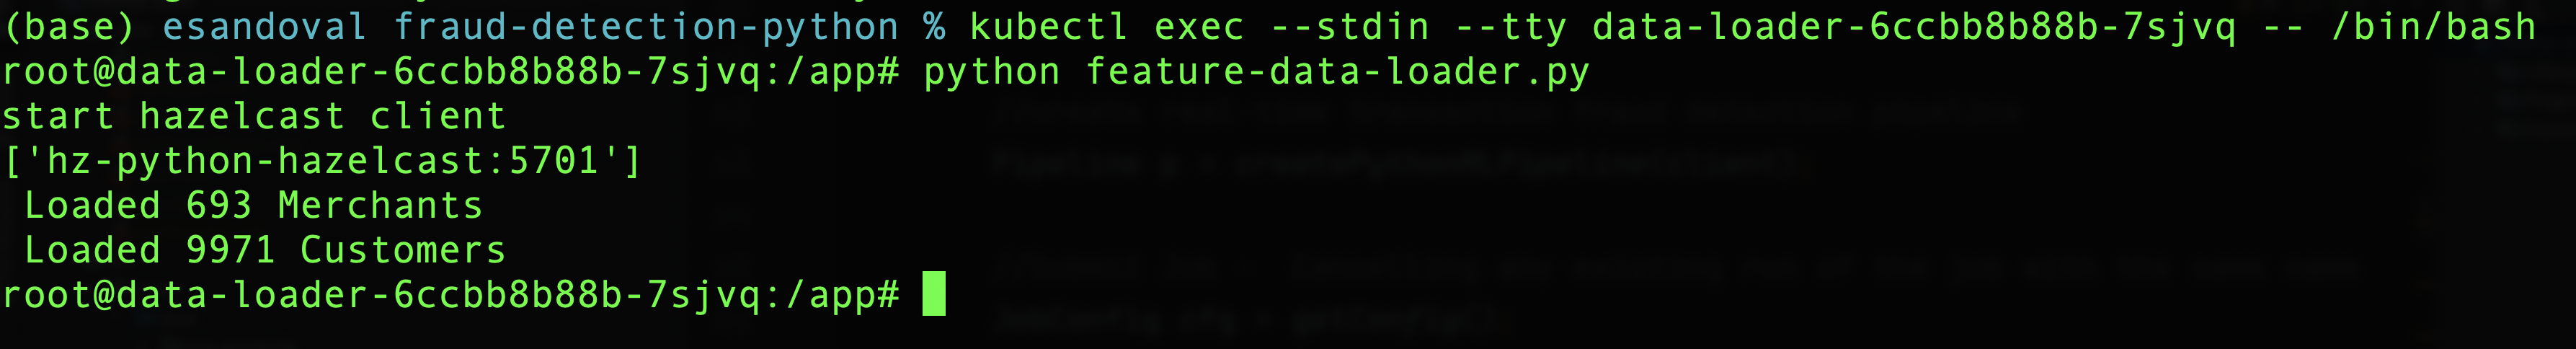 (base) esandoval fraud-detection-python % kubectl exec --stdin --tty data-loader-6ccbb8b88b-7sjvq -- /bin/bash
root@data-loader-6ccbb8b88b-7sjvq:/app# python feature-data-loader.py
start hazelcast client
['hz-python-hazelcast:5701']
 Loaded 693 Merchants
 Loaded 9971 Customers
root@data-loader-6ccbb8b88b-7sjvq:/app#